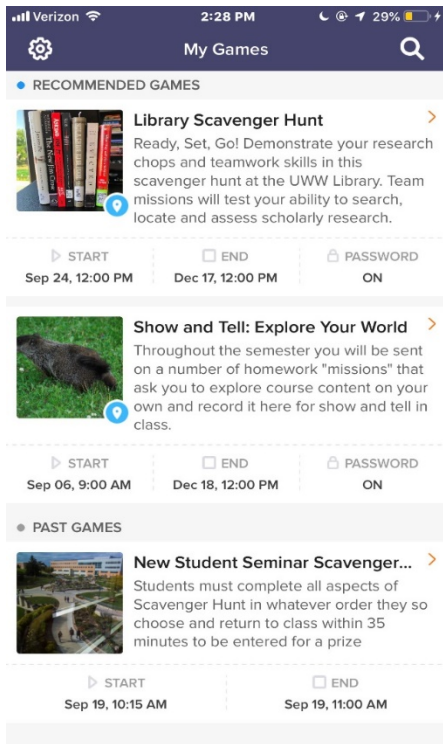 Verizon 2:28 PM 29%
My Games
RECOMMENDED GAMES
Library Scavenger Hunt
Ready, Set, Go! Demonstrate your research
chops and teamwork skills in this
scavenger hunt at the UWW Library. Team
missions will test your ability to search,
locate and assess scholarly research.
START END PASSWORD
Sep 24, 12:00 PM Dec 17, 12:00 PM ON
Show and Tell: Explore Your World
Throughout the semester you will be sent
on a number of homework "missions" that
ask you to explore course content on your
own and record it here for show and tell in
class.
START END PASSWORD
Sep 06, 9:00 AM Dec 18, 12:00 PM ON
PAST GAMES
New Student Seminar Scavenger...
Students must complete all aspects of
Scavenger Hunt in whatever order they so
choose and return to class within 35
minutes to be entered for a prize
START END
Sep 19, 10:15 AM Sep 19, 11:00 AM